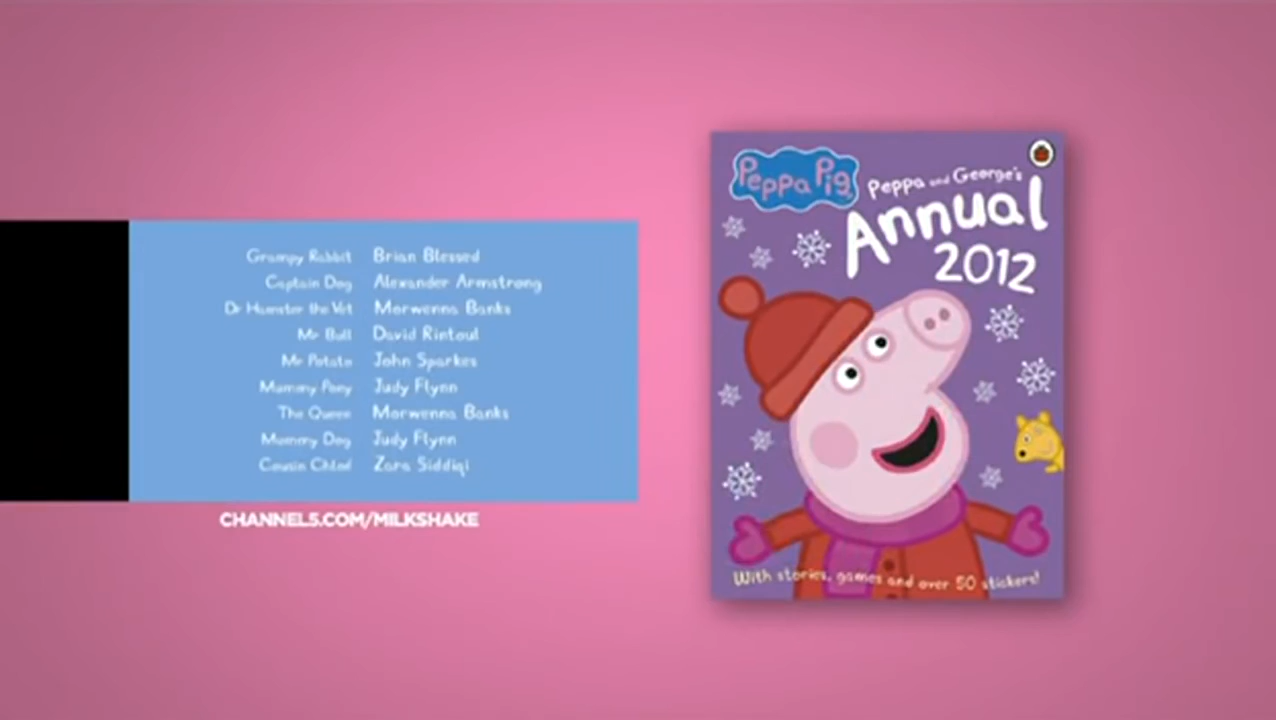 Grampy Rabbit Brian Blessed
Captain Dog Alexander Armstrong
Dr Hamster the Vet Morwenna Banks
Mr Bull David Rintoul
Mr Potato John Sparkes
Mummy Pony Judy Flynn
The Queen Morwenna Banks
Mummy Dog Judy Flynn
Cousin Chloé Zara Siddiqi
CHANNEL5.COM/MILKSHAKE
Peppa Pig
Peppa and George's
Annual
2012
With stories, games and over 50 stickers!